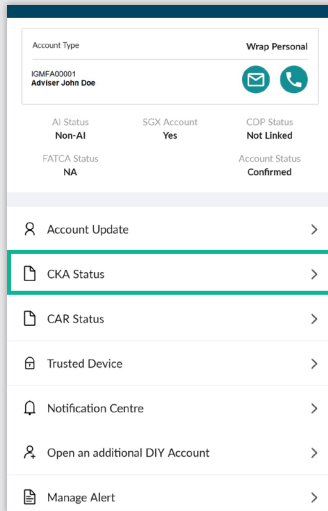 Account Type Wrap Personal
IGMFA00001
Adviser John Doe
AI Status SGX Account CDP Status
Non-AI Yes Not Linked
FATCA Status Account Status
NA Confirmed
Account Update
CKA Status
CAR Status
Trusted Device
Notification Centre
Open an additional DIY Account
Manage Alert